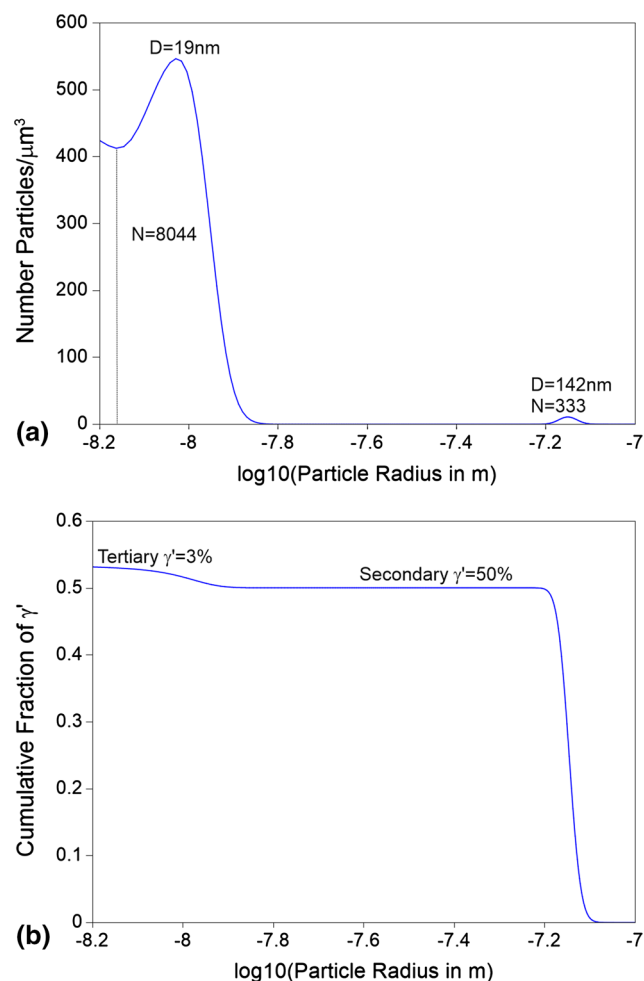 600
500
400
300
200
100
0
Number Particles/μm³
D=19nm
N=8044
D=142nm
N=333
(a)
-8.2 -8 -7.8 -7.6 -7.4 -7.2 -7
log10(Particle Radius in m)
0.6
0.5
0.4
0.3
0.2
0.1
0
Cumulative Fraction of γ'
Tertiary γ'=3%
Secondary γ'=50%
(b)
-8.2 -8 -7.8 -7.6 -7.4 -7.2 -7
log10(Particle Radius in m)